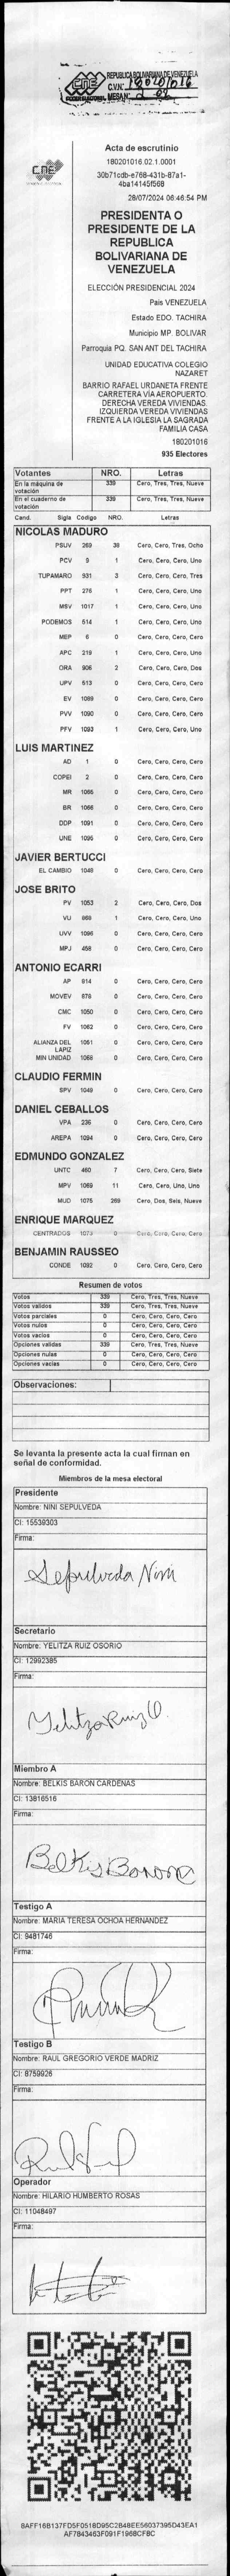 CNE
REPUBLICA BOLIVARIANA DE VENEZUELA
C.V.N°. 180201016
PODER ELECTORAL MESA N°. 2 02
CNE
Acta de escrutinio
180201016.02.1.0001
30b71cdb-e768-431b-87a1-
4ba14145f568
28/07/2024 06:46:54 PM
PRESIDENTA O
PRESIDENTE DE LA
REPUBLICA
BOLIVARIANA DE
VENEZUELA
ELECCIÓN PRESIDENCIAL 2024
País VENEZUELA
Estado EDO. TACHIRA
Municipio MP. BOLIVAR
Parroquia PQ. SAN ANT DEL TACHIRA
UNIDAD EDUCATIVA COLEGIO
NAZARET
BARRIO RAFAEL URDANETA FRENTE
CARRETERA VIA AEROPUERTO.
DERECHA VEREDA VIVIENDAS.
IZQUIERDA VEREDA VIVIENDAS
FRENTE A LA IGLESIA LA SAGRADA
FAMILIA CASA
180201016
935 Electores
Votantes NRO. Letras
En la máquina de votación 339 Cero, Tres, Tres, Nueve
En el cuaderno de votación 339 Cero, Tres, Tres, Nueve
Cand. Sigla Codigo NRO. Letras
NICOLAS MADURO
PSUV 269 38 Cero, Cero, Tres, Ocho
PCV 9 1 Cero, Cero, Cero, Uno
TUPAMARO 931 3 Cero, Cero, Cero, Tres
PPT 276 1 Cero, Cero, Cero, Uno
MSV 1017 1 Cero, Cero, Cero, Uno
PODEMOS 514 1 Cero, Cero, Cero, Uno
MEP 6 0 Cero, Cero, Cero, Cero
APC 219 1 Cero, Cero, Cero, Uno
ORA 906 2 Cero, Cero, Cero, Dos
UPV 513 0 Cero, Cero, Cero, Cero
EV 1089 0 Cero, Cero, Cero, Cero
PVV 1090 0 Cero, Cero, Cero, Cero
PFV 1093 1 Cero, Cero, Cero, Uno
LUIS MARTINEZ
AD 1 0 Cero, Cero, Cero, Cero
COPEI 2 0 Cero, Cero, Cero, Cero
MR 1065 0 Cero, Cero, Cero, Cero
BR 1066 0 Cero, Cero, Cero, Cero
DDP 1091 0 Cero, Cero, Cero, Cero
UNE 1095 0 Cero, Cero, Cero, Cero
JAVIER BERTUCCI
EL CAMBIO 1048 0 Cero, Cero, Cero, Cero
JOSE BRITO
PV 1053 2 Cero, Cero, Cero, Dos
VU 969 1 Cero, Cero, Cero, Uno
UVV 1096 0 Cero, Cero, Cero, Cero
MPJ 458 0 Cero, Cero, Cero, Cero
ANTONIO ECARRI
AP 914 0 Cero, Cero, Cero, Cero
MOVEV 879 0 Cero, Cero, Cero, Cero
CMC 1050 0 Cero, Cero, Cero, Cero
FV 1062 0 Cero, Cero, Cero, Cero
ALIANZA DEL LAPIZ 1051 0 Cero, Cero, Cero, Cero
MIN UNIDAD 1068 0 Cero, Cero, Cero, Cero
CLAUDIO FERMIN
SPV 1049 0 Cero, Cero, Cero, Cero
DANIEL CEBALLOS
VPA 236 0 Cero, Cero, Cero, Cero
AREPA 1094 0 Cero, Cero, Cero, Cero
EDMUNDO GONZALEZ
UNTC 460 7 Cero, Cero, Cero, Siete
MPV 1069 11 Cero, Cero, Uno, Uno
MUD 1075 269 Cero, Dos, Seis, Nueve
ENRIQUE MARQUEZ
CENTRADOS 1073 0 Cero, Cero, Cero, Cero
BENJAMIN RAUSSEO
CONDE 1092 0 Cero, Cero, Cero, Cero
Resumen de votos
Votos 339 Cero, Tres, Tres, Nueve
Votos validos 339 Cero, Tres, Tres, Nueve
Votos parciales 0 Cero, Cero, Cero, Cero
Votos nulos 0 Cero, Cero, Cero, Cero
Votos vacios 0 Cero, Cero, Cero, Cero
Opciones validas 339 Cero, Tres, Tres, Nueve
Opciones nulas 0 Cero, Cero, Cero, Cero
Opciones vacias 0 Cero, Cero, Cero, Cero
Observaciones:
Se levanta la presente acta la cual firman en
señal de conformidad.
Miembros de la mesa electoral
Presidente
Nombre: NINI SEPULVEDA
CI: 15539303
Firma:
Sepulveda Nini
Secretario
Nombre: YELITZA RUIZ OSORIO
CI: 12992385
Firma:
Yelitza Ruiz O.
Miembro A
Nombre: BELKIS BARON CARDENAS
CI: 13816516
Firma:
Belkis Baron C
Testigo A
Nombre: MARIA TERESA OCHOA HERNANDEZ
CI: 9481746
Firma:
Testigo B
Nombre: RAUL GREGORIO VERDE MADRIZ
CI: 8759926
Firma:
Operador
Nombre: HILARIO HUMBERTO ROSAS
CI: 11048497
Firma:
BAFF16B137FD5F0518D95C2B48EE56037395D43EA1
AF7843463F091F1968CF8C